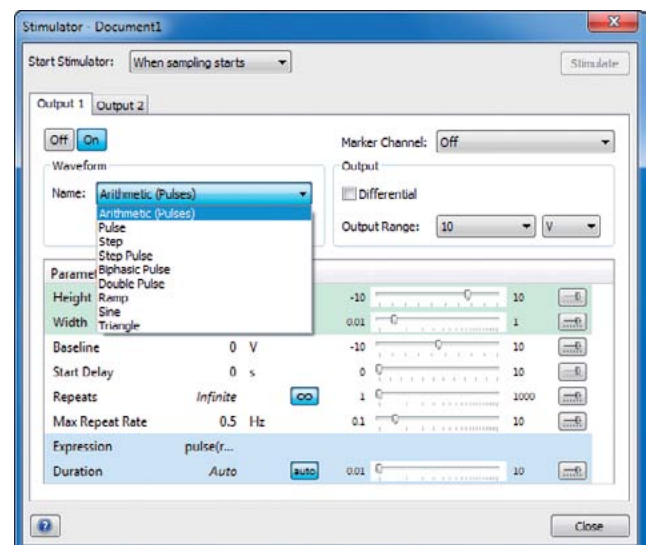 Stimulator - Document1
Start Stimulator: When sampling starts Stimulate
Output 1 Output 2
Off On Marker Channel: Off
Waveform Output
Name: Arithmetic (Pulses) Differential
Arithmetic (Pulses)
Pulse Output Range: 10 V
Step
Step Pulse
Biphasic Pulse
Double Pulse
Ramp
Sine
Triangle
Paramet
Height -10 10
Width 0.01 1
Baseline 0 V -10 10
Start Delay 0 s 0 10
Repeats Infinite ∞ 1 1000
Max Repeat Rate 0.5 Hz 0.1 10
Expression pulse(r...
Duration Auto auto 0.01 10
? Close